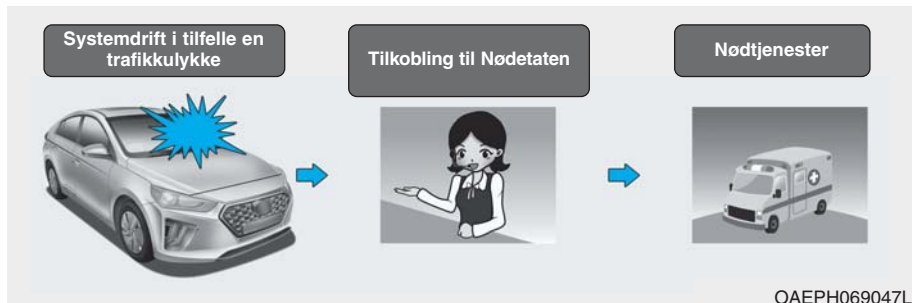 Systemdrift i tilfelle en
trafikkulykke
Tilkobling til Nødetaten
Nødtjenester
OAEPH069047L